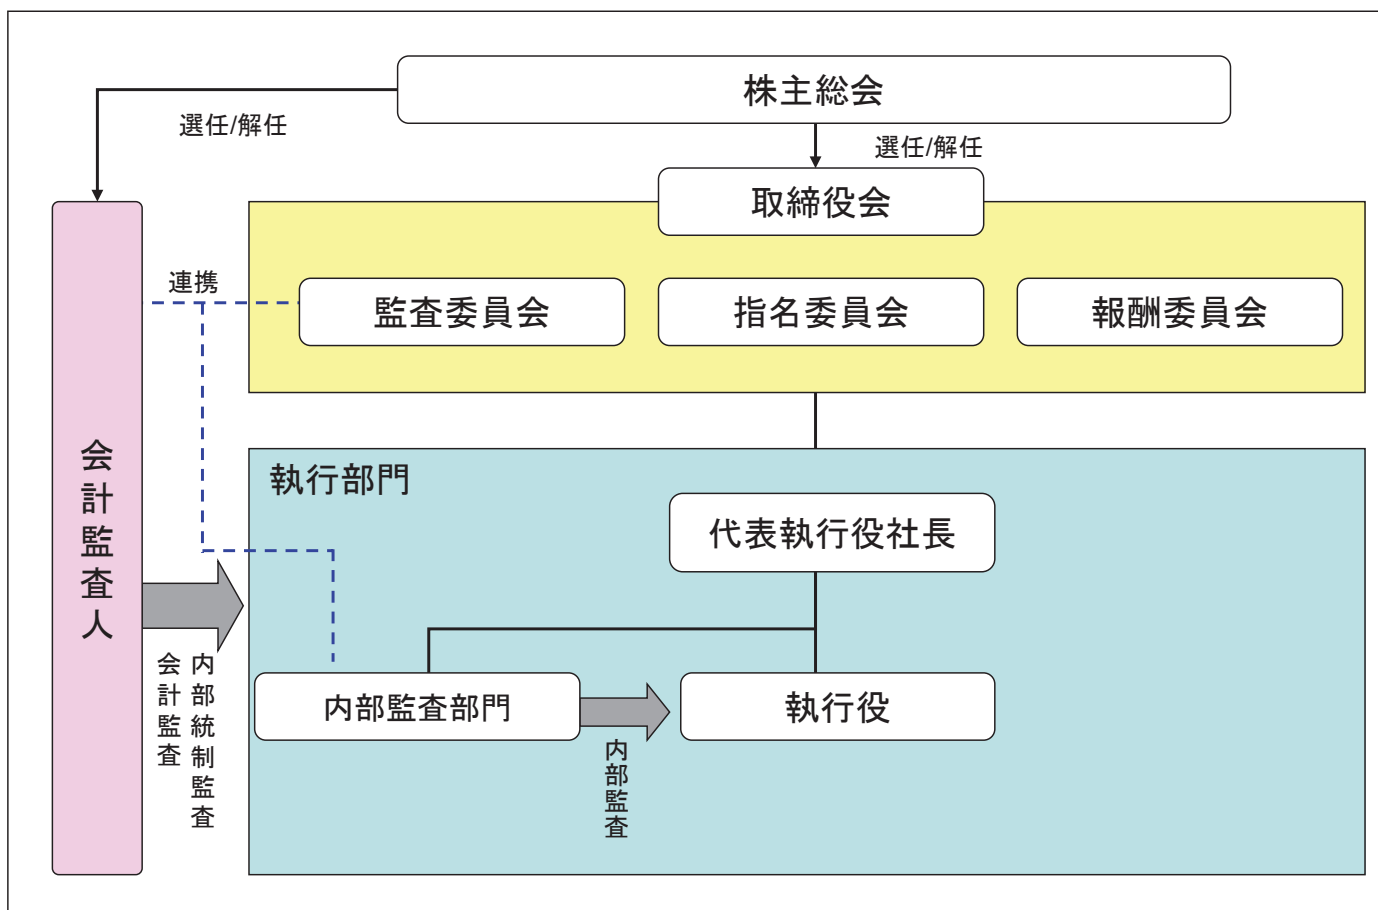 株主総会
選任/解任
選任/解任
取締役会
連携
監査委員会
指名委員会
報酬委員会
会計監査人
執行部門
代表執行役社長
内部統制監査
会計監査
内部監査部門
執行役
内部監査